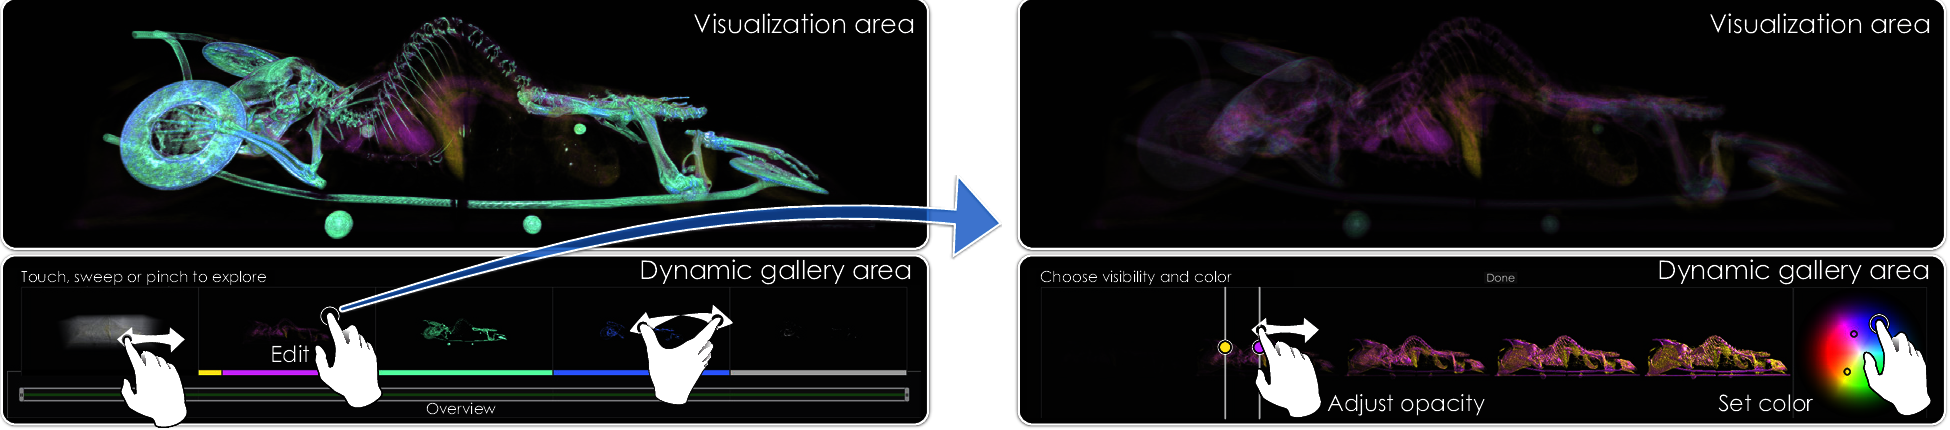 Visualization area
Touch, sweep or pinch to explore
Dynamic gallery area
Edit
Overview
Visualization area
Choose visibility and color
Done
Dynamic gallery area
Adjust opacity
Set color